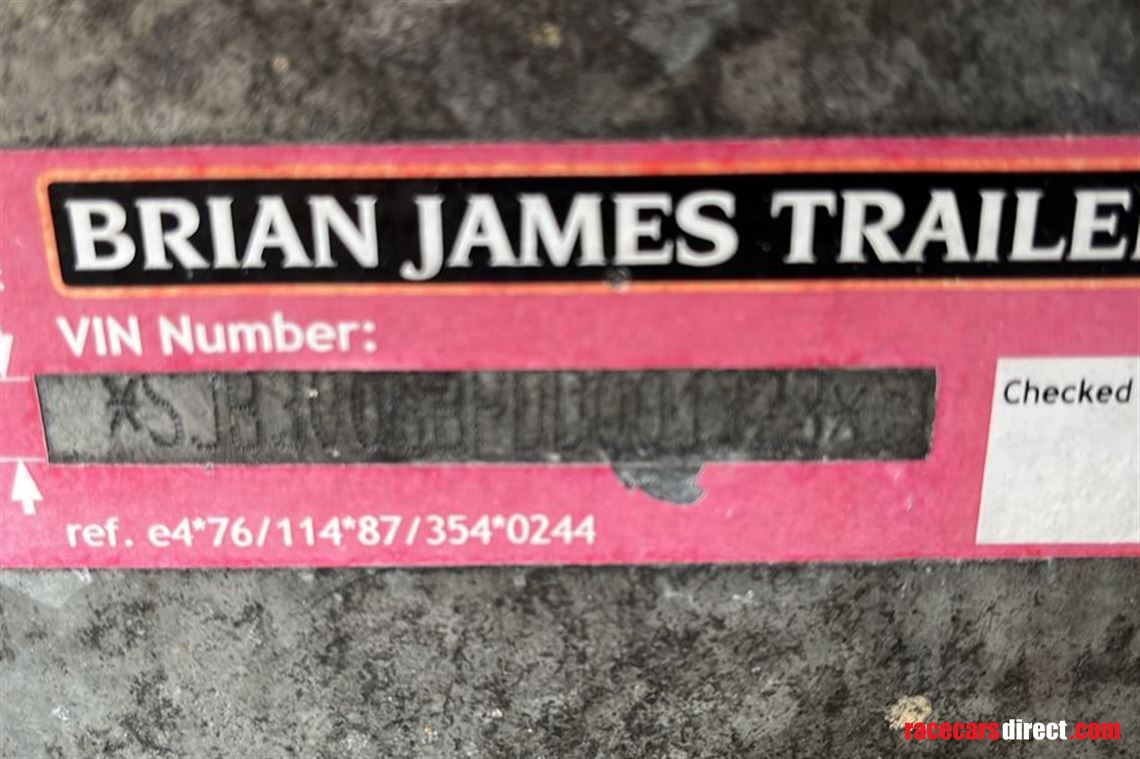 BRIAN JAMES TRAILE
VIN Number:
Checked
ref. e4*76/114*87/354*0244
racecarsdirect.com